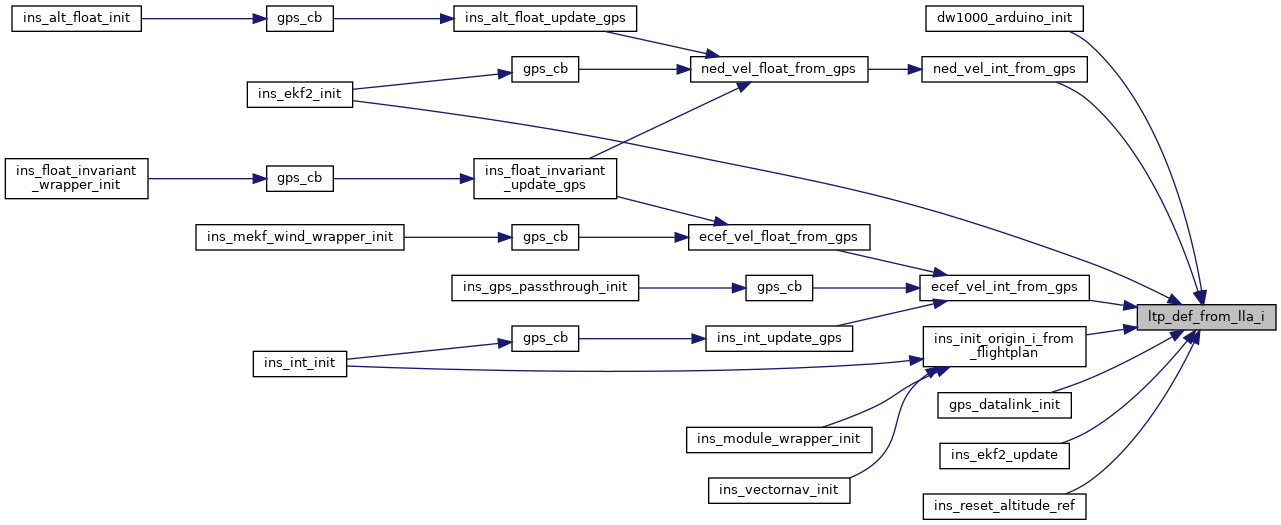 ins_alt_float_init
gps_cb
ins_alt_float_update_gps
dw1000_arduino_init
gps_cb
ned_vel_float_from_gps
ned_vel_int_from_gps
ins_ekf2_init
ins_float_invariant
_wrapper_init
gps_cb
ins_float_invariant
_update_gps
ins_mekf_wind_wrapper_init
gps_cb
ecef_vel_float_from_gps
ins_gps_passthrough_init
gps_cb
ecef_vel_int_from_gps
ltp_def_from_lla_i
ins_int_init
gps_cb
ins_int_update_gps
ins_init_origin_i_from
_flightplan
gps_datalink_init
ins_module_wrapper_init
ins_ekf2_update
ins_vectornav_init
ins_reset_altitude_ref